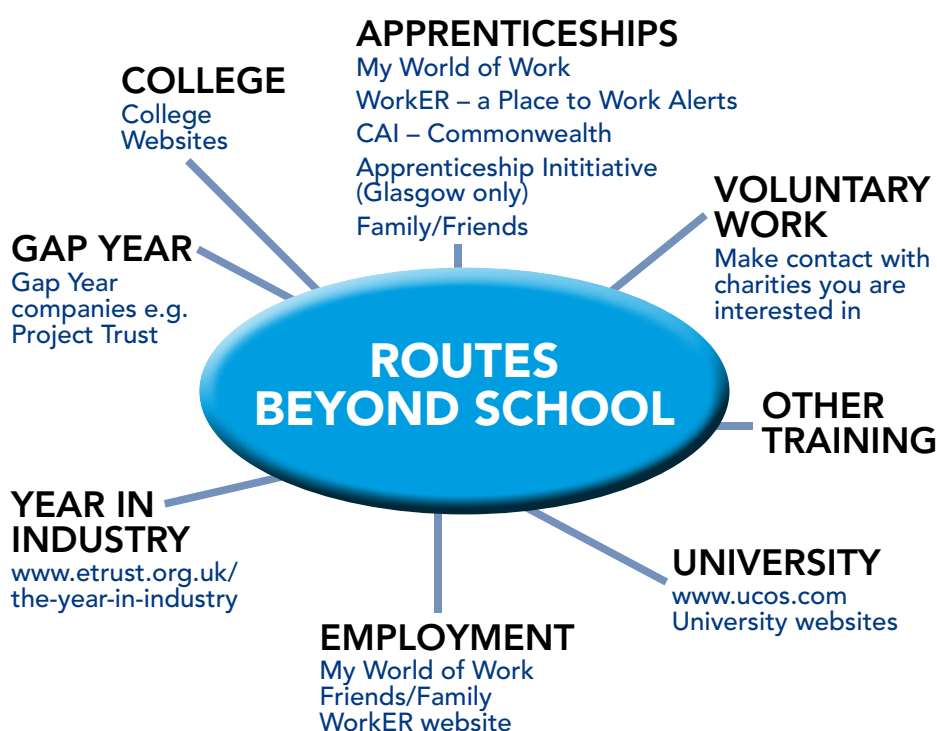 APPRENTICESHIPS
My World of Work
WorkER – a Place to Work Alerts
CAI – Commonwealth
Apprenticeship Inititiative
(Glasgow only)
Family/Friends
COLLEGE
College
Websites
VOLUNTARY
WORK
Make contact with
charities you are
interested in
GAP YEAR
Gap Year
companies e.g.
Project Trust
ROUTES
BEYOND SCHOOL
OTHER
TRAINING
YEAR IN
INDUSTRY
www.etrust.org.uk/
the-year-in-industry
UNIVERSITY
www.ucos.com
University websites
EMPLOYMENT
My World of Work
Friends/Family
WorkER website